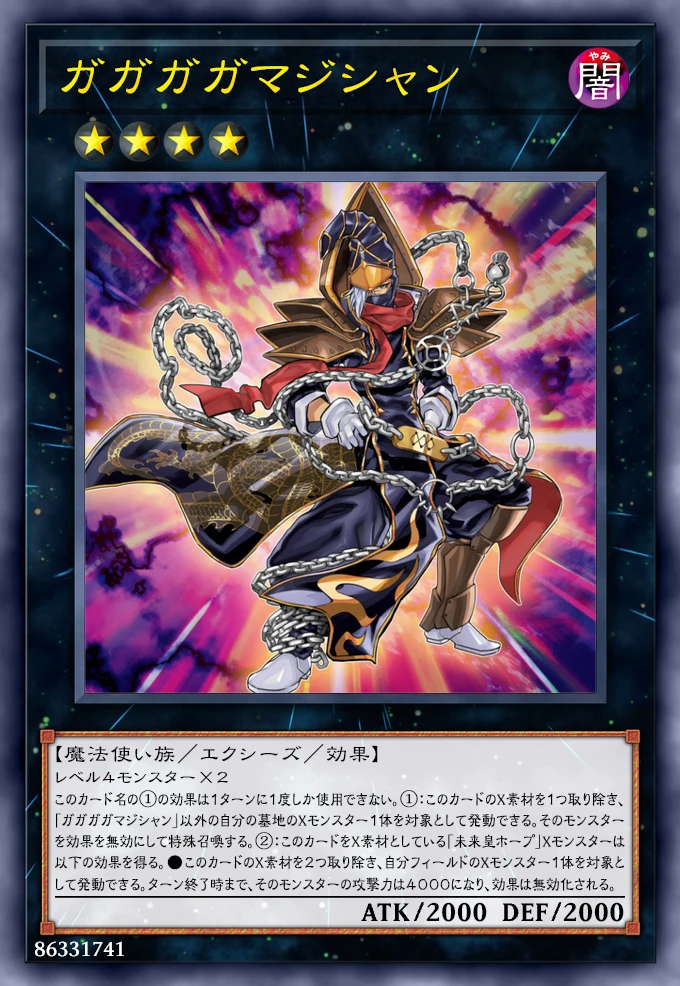 ガガガガマジシャン
やみ
闇
【魔法使い族／エクシーズ／効果】
レベル４モンスター×２
このカード名の①の効果は1ターンに1度しか使用できない。①：このカードのX素材を1つ取り除き、
「ガガガガマジシャン」以外の自分の墓地のXモンスター1体を対象として発動できる。そのモンスター
を効果を無効にして特殊召喚する。②：このカードをX素材としている「未来皇ホープ」Xモンスターは
以下の効果を得る。●このカードのX素材を2つ取り除き、自分フィールドのXモンスター1体を対象と
して発動できる。ターン終了時まで、そのモンスターの攻撃力は4000になり、効果は無効化される。
ATK/2000 DEF/2000
86331741